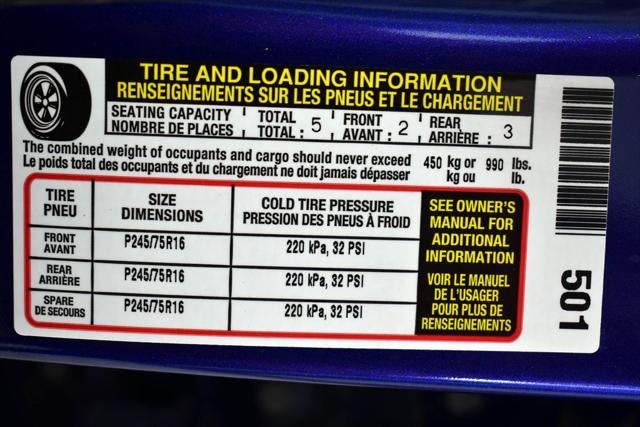 TIRE AND LOADING INFORMATION
RENSEIGNEMENTS SUR LES PNEUS ET LE CHARGEMENT
SEATING CAPACITY TOTAL FRONT REAR
NOMBRE DE PLACES TOTAL : 5 AVANT : 2 ARRIÈRE : 3
The combined weight of occupants and cargo should never exceed 450 kg or 990 lbs.
Le poids total des occupants et du chargement ne doit jamais dépasser kg ou lb.
TIRE
PNEU
SIZE
DIMENSIONS
COLD TIRE PRESSURE
PRESSION DES PNEUS À FROID
FRONT
AVANT
P245/75R16
220 kPa, 32 PSI
REAR
ARRIÈRE
P245/75R16
220 kPa, 32 PSI
SPARE
DE SECOURS
P245/75R16
220 kPa, 32 PSI
SEE OWNER'S
MANUAL FOR
ADDITIONAL
INFORMATION
VOIR LE MANUEL
DE L'USAGER
POUR PLUS DE
RENSEIGNEMENTS
501